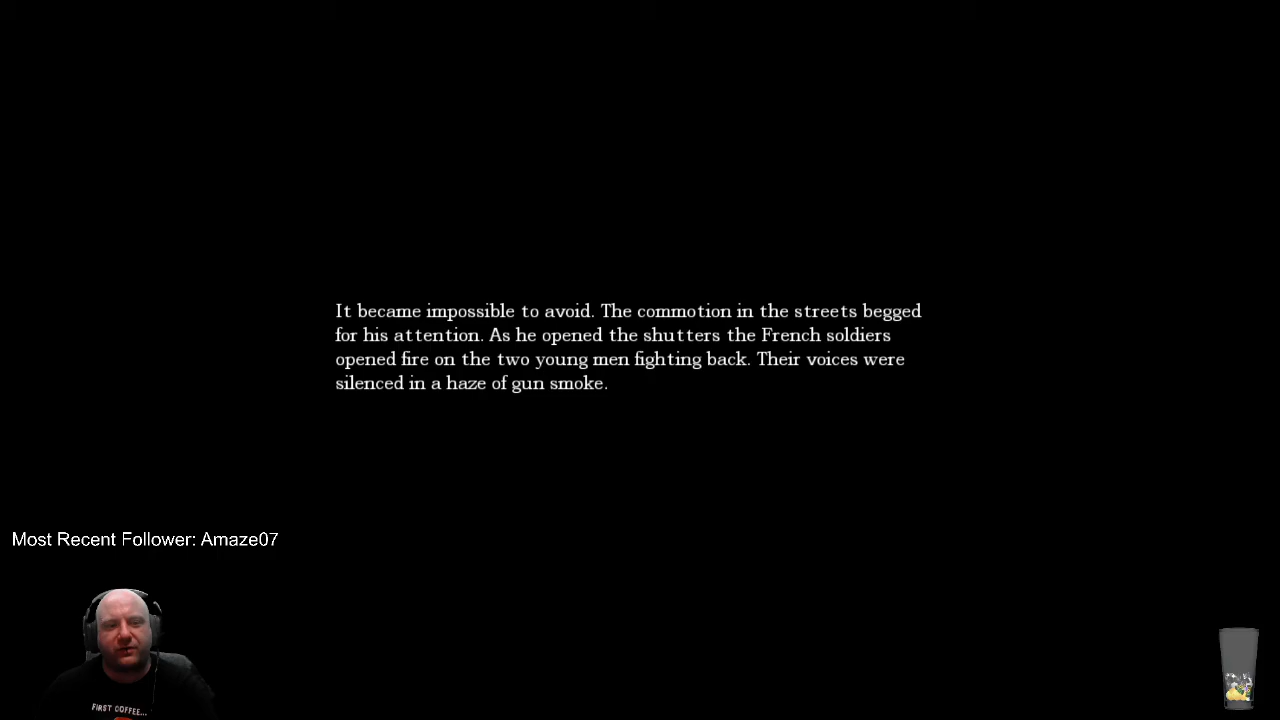 It became impossible to avoid. The commotion in the streets begged
for his attention. As he opened the shutters the French soldiers
opened fire on the two young men fighting back. Their voices were
silenced in a haze of gun smoke.
Most Recent Follower: Amaze07
FIRST COFFEE...